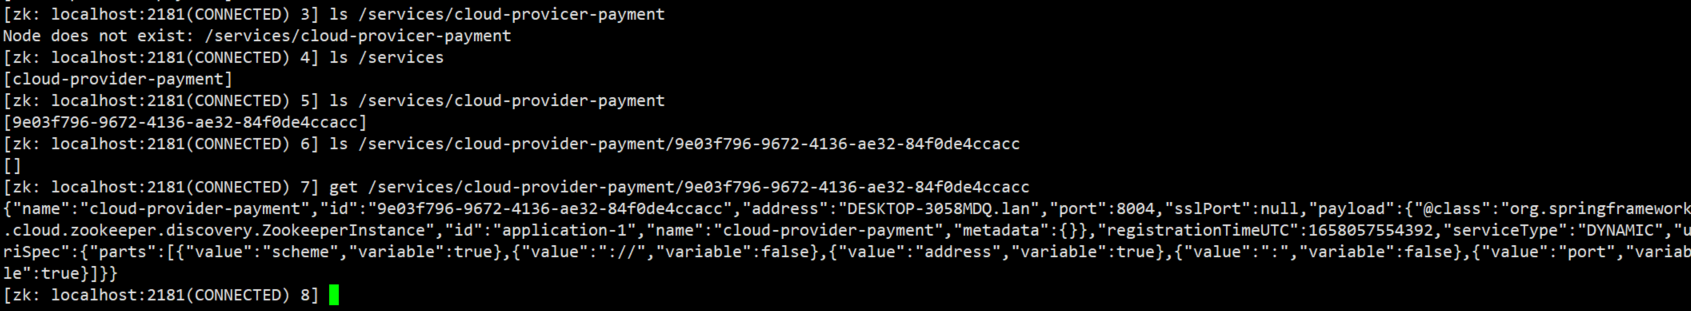 [zk: localhost:2181(CONNECTED) 3] ls /services/cloud-provicer-payment
Node does not exist: /services/cloud-provicer-payment
[zk: localhost:2181(CONNECTED) 4] ls /services
[cloud-provider-payment]
[zk: localhost:2181(CONNECTED) 5] ls /services/cloud-provider-payment
[9e03f796-9672-4136-ae32-84f0de4ccacc]
[zk: localhost:2181(CONNECTED) 6] ls /services/cloud-provider-payment/9e03f796-9672-4136-ae32-84f0de4ccacc
[]
[zk: localhost:2181(CONNECTED) 7] get /services/cloud-provider-payment/9e03f796-9672-4136-ae32-84f0de4ccacc
{"name":"cloud-provider-payment","id":"9e03f796-9672-4136-ae32-84f0de4ccacc","address":"DESKTOP-3058MDQ.lan","port":8004,"sslPort":null,"payload":{"@class":"org.springframework
.cloud.zookeeper.discovery.ZookeeperInstance","id":"application-1","name":"cloud-provider-payment","metadata":{}},"registrationTimeUTC":1658057554392,"serviceType":"DYNAMIC","u
riSpec":{"parts":[{"value":"scheme","variable":true},{"value":"://","variable":false},{"value":"address","variable":true},{"value":":","variable":false},{"value":"port","variab
le":true}]}}
[zk: localhost:2181(CONNECTED) 8]